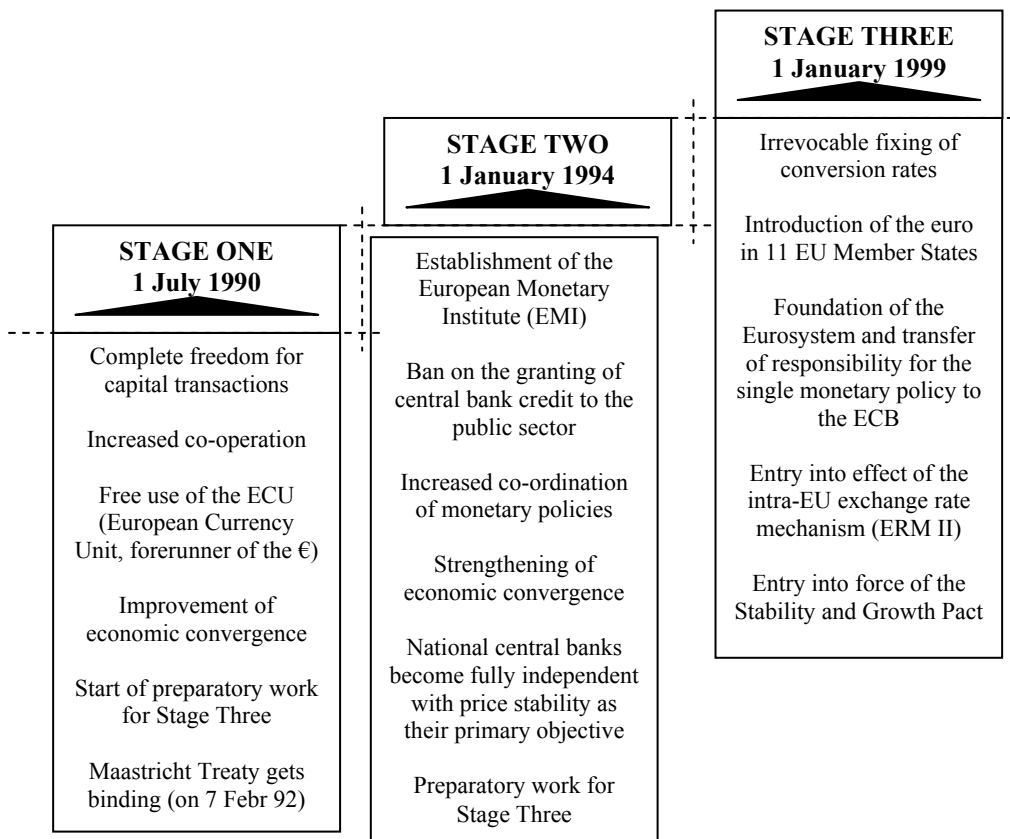 STAGE ONE
1 July 1990
Complete freedom for
capital transactions
Increased co-operation
Free use of the ECU
(European Currency
Unit, forerunner of the €)
Improvement of
economic convergence
Start of preparatory work
for Stage Three
Maastricht Treaty gets
binding (on 7 Febr 92)
STAGE TWO
1 January 1994
Establishment of the
European Monetary
Institute (EMI)
Ban on the granting of
central bank credit to the
public sector
Increased co-ordination
of monetary policies
Strengthening of
economic convergence
National central banks
become fully independent
with price stability as
their primary objective
Preparatory work for
Stage Three
STAGE THREE
1 January 1999
Irrevocable fixing of
conversion rates
Introduction of the euro
in 11 EU Member States
Foundation of the
Eurosystem and transfer
of responsibility for the
single monetary policy to
the ECB
Entry into effect of the
intra-EU exchange rate
mechanism (ERM II)
Entry into force of the
Stability and Growth Pact